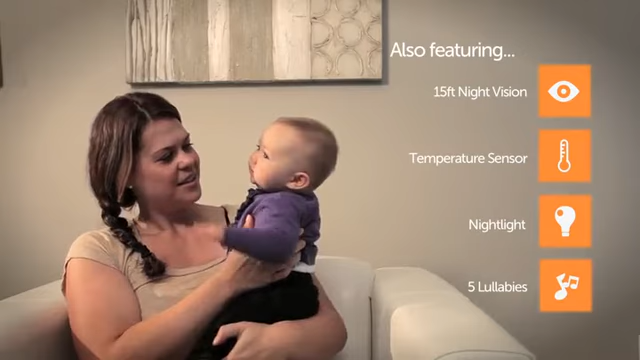 Also featuring...
15ft Night Vision
Temperature Sensor
Nightlight
5 Lullabies